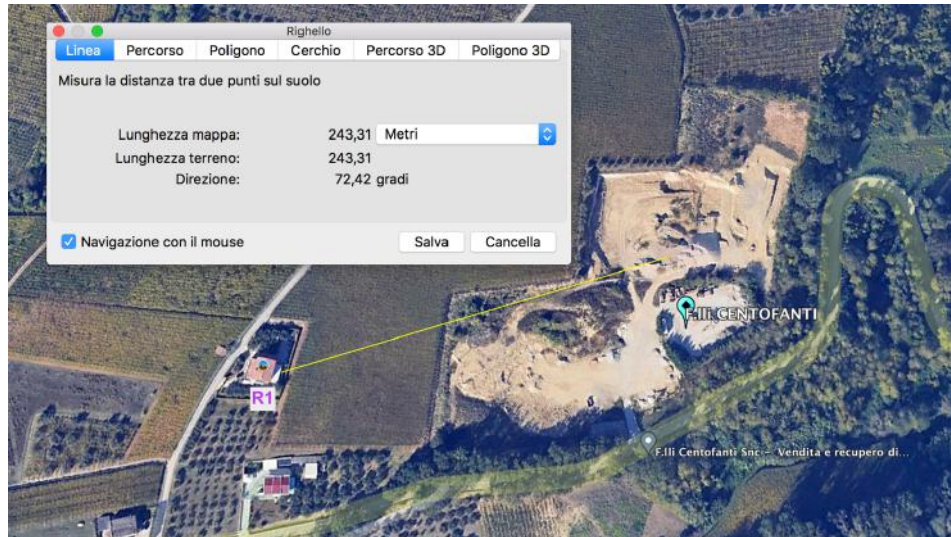 Righello
Linea Percorso Poligono Cerchio Percorso 3D Poligono 3D
Misura la distanza tra due punti sul suolo
Lunghezza mappa: 243,31 Metri
Lunghezza terreno: 243,31
Direzione: 72,42 gradi
Navigazione con il mouse Salva Cancella
F.lli CENTOFANTI
R1
F.lli Centofanti Snc - Vendita e recupero di...